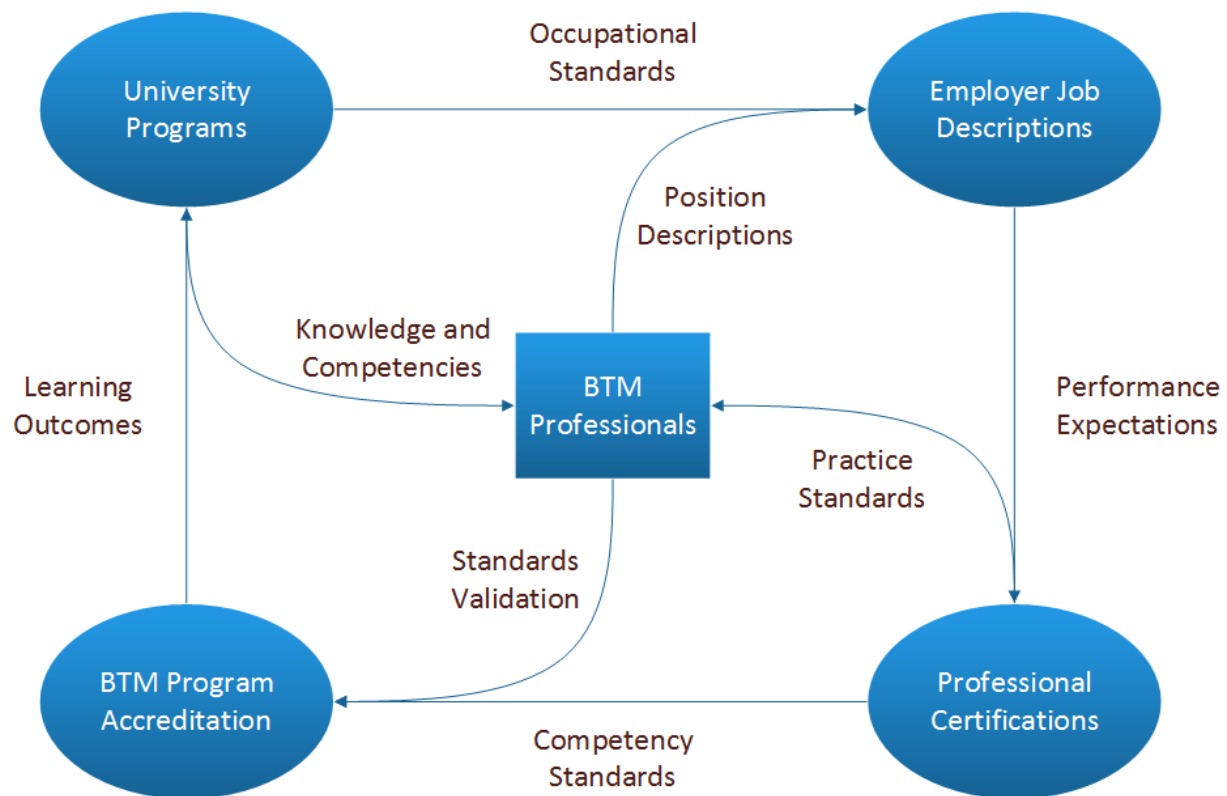 Occupational
Standards
University
Programs
Employer Job
Descriptions
Position
Descriptions
Knowledge and
Competencies
Learning
Outcomes
BTM
Professionals
Performance
Expectations
Practice
Standards
Standards
Validation
BTM Program
Accreditation
Professional
Certifications
Competency
Standards